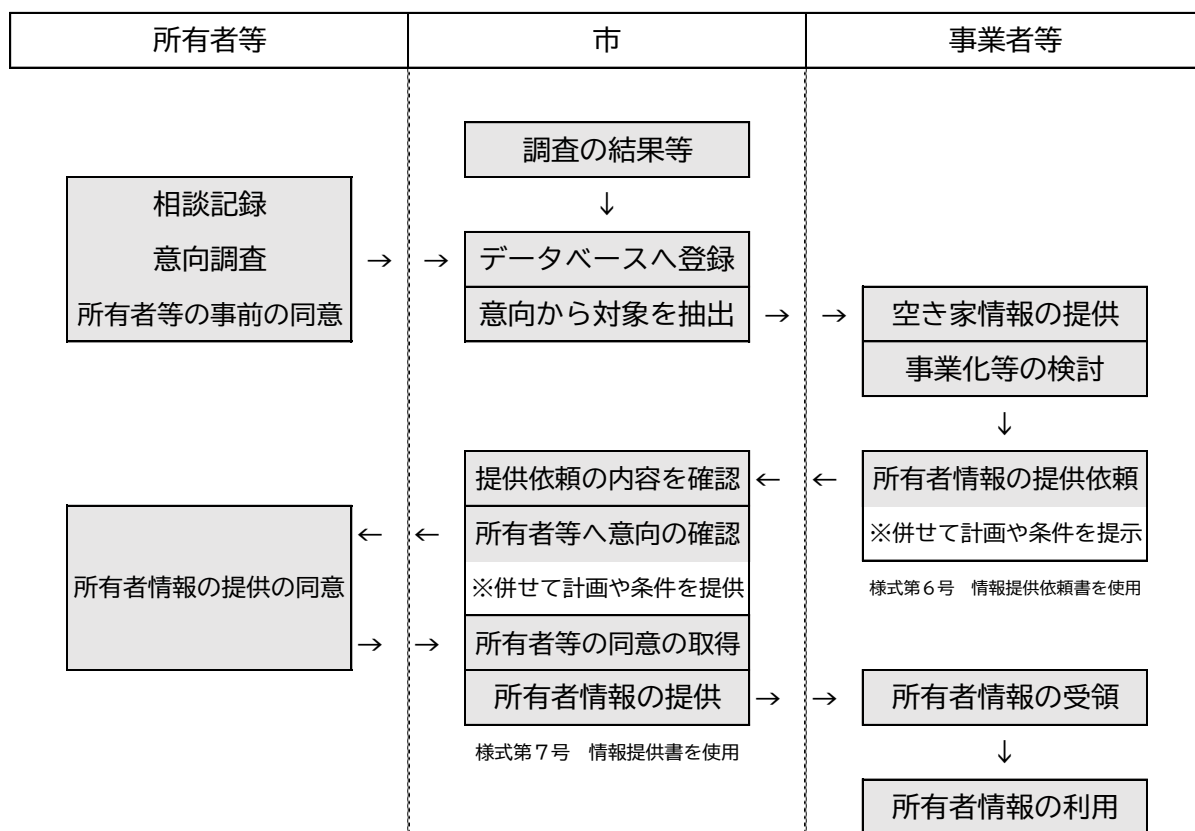 所有者等
市
事業者等
調査の結果等
↓
相談記録
意向調査
所有者等の事前の同意
→ →
データベースへ登録
意向から対象を抽出
→ →
空き家情報の提供
事業化等の検討
↓
所有者情報の提供依頼
※併せて計画や条件を提示
様式第6号　情報提供依頼書を使用
← ←
提供依頼の内容を確認
所有者等へ意向の確認
※併せて計画や条件を提供
← ←
所有者情報の提供の同意
→ →
所有者等の同意の取得
所有者情報の提供
様式第7号　情報提供書を使用
→ →
所有者情報の受領
↓
所有者情報の利用